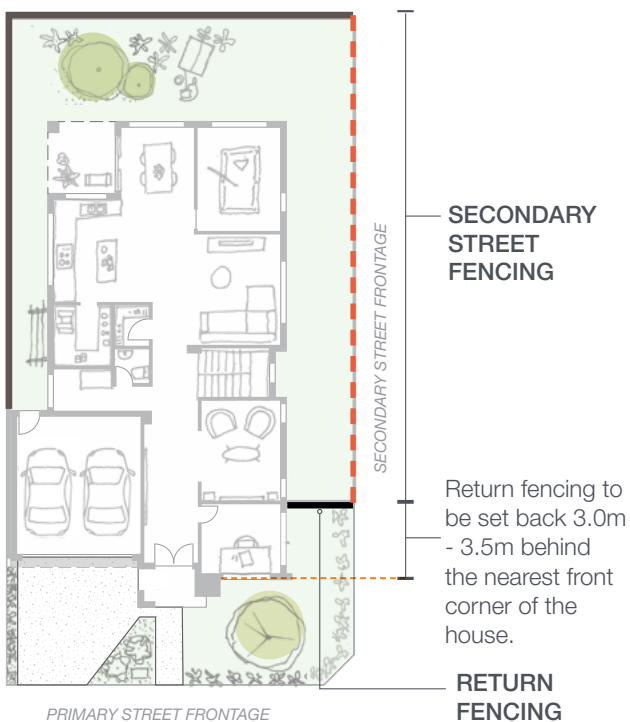 SECONDARY
STREET
FENCING
SECONDARY STREET FRONTAGE
Return fencing to
be set back 3.0m
- 3.5m behind
the nearest front
corner of the
house.
RETURN
FENCING
PRIMARY STREET FRONTAGE